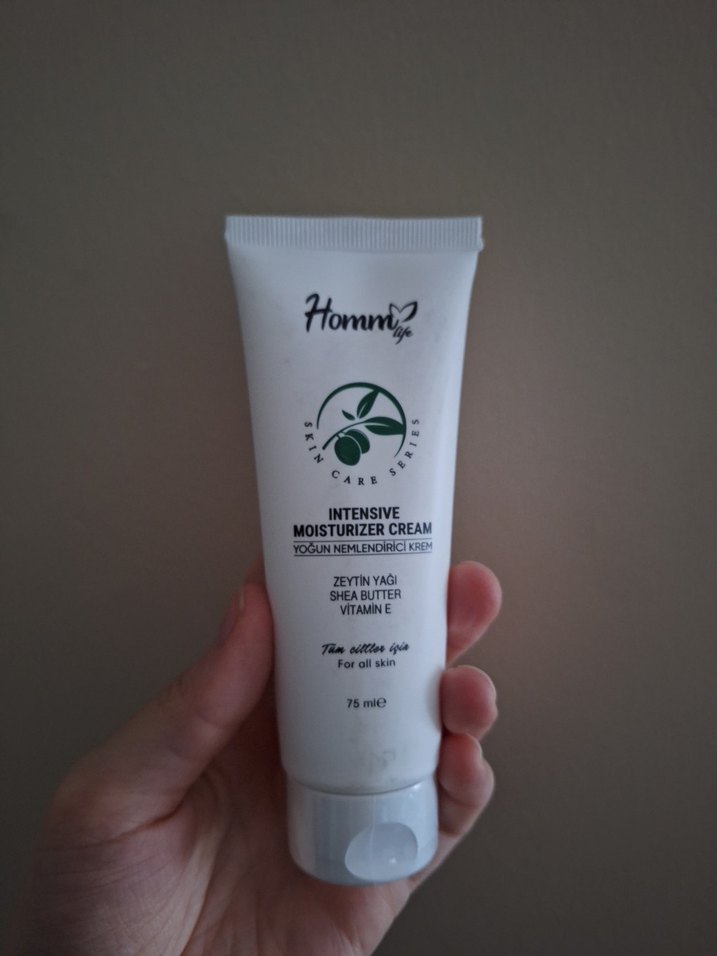 Homm
life
SKIN CARE SERIES
INTENSIVE
MOISTURIZER CREAM
YOĞUN NEMLENDİRİCİ KREM
ZEYTİN YAĞI
SHEA BUTTER
VİTAMİN E
Tüm ciltler için
For all skin
75 ml℮